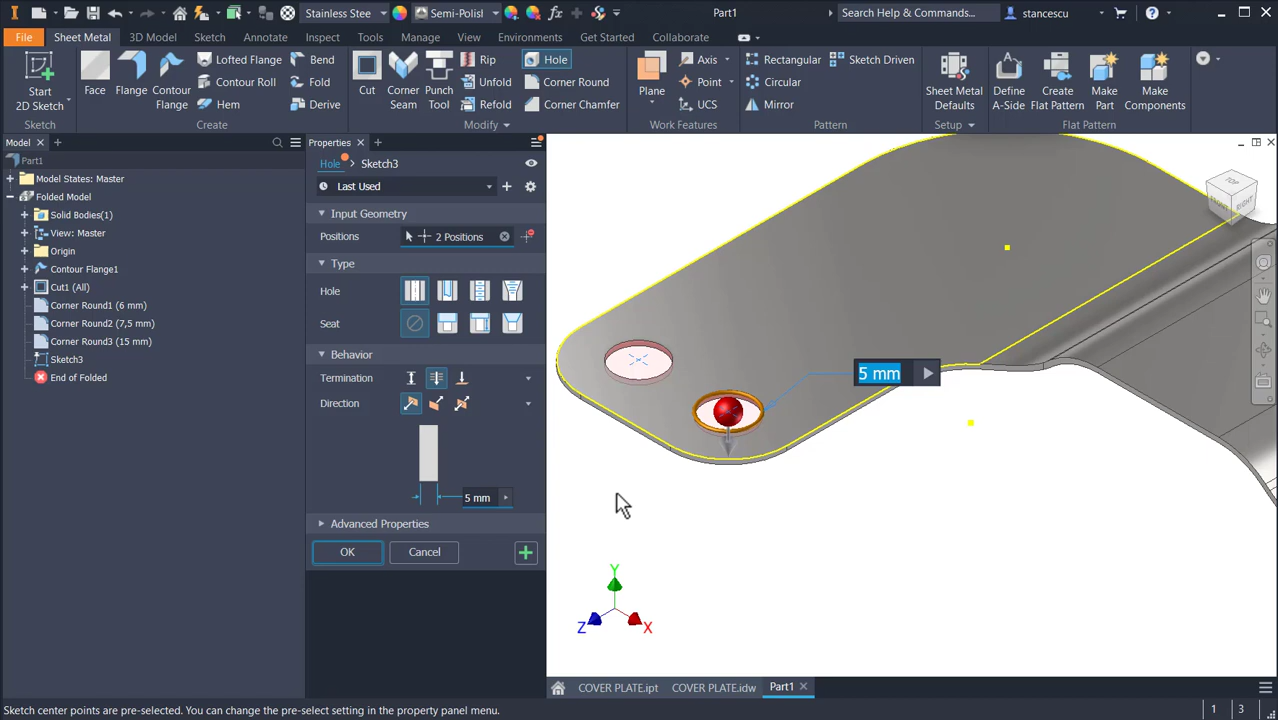 Stainless Stee
Semi-Polish
Part1
Search Help & Commands...
stancescu
File
Sheet Metal
3D Model
Sketch
Annotate
Inspect
Tools
Manage
View
Environments
Get Started
Collaborate
Start
2D Sketch
Face
Flange
Contour
Flange
Lofted Flange
Contour Roll
Hem
Bend
Fold
Derive
Cut
Corner
Seam
Punch
Tool
Rip
Unfold
Refold
Hole
Corner Round
Corner Chamfer
Plane
Axis
Point
UCS
Rectangular
Circular
Mirror
Sketch Driven
Sheet Metal
Defaults
Define
A-Side
Create
Flat Pattern
Make
Part
Make
Components
Sketch
Create
Modify
Work Features
Pattern
Setup
Flat Pattern
Model
Part1
Model States: Master
Folded Model
Solid Bodies(1)
View: Master
Origin
Contour Flange1
Cut1 (All)
Corner Round1 (6 mm)
Corner Round2 (7,5 mm)
Corner Round3 (15 mm)
Sketch3
End of Folded
Properties
Hole
Sketch3
Last Used
Input Geometry
Positions
2 Positions
Type
Hole
Seat
Behavior
Termination
Direction
5 mm
Advanced Properties
OK
Cancel
TOP
FRONT
RIGHT
5 mm
Y
Z
X
COVER PLATE.ipt
COVER PLATE.idw
Part1
Sketch center points are pre-selected. You can change the pre-select setting in the property panel menu.
1
3